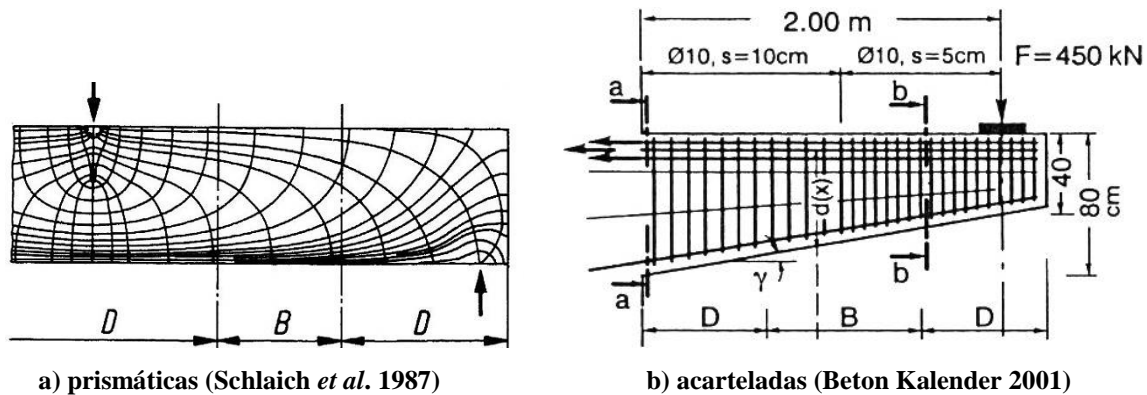 D
B
D
a) prismáticas (Schlaich et al. 1987)
2.00 m
Ø10, s=10cm
Ø10, s=5cm
F=450 kN
a
b
d(x)
40
80
cm
γ
b
a
D
B
D
b) acarteladas (Beton Kalender 2001)